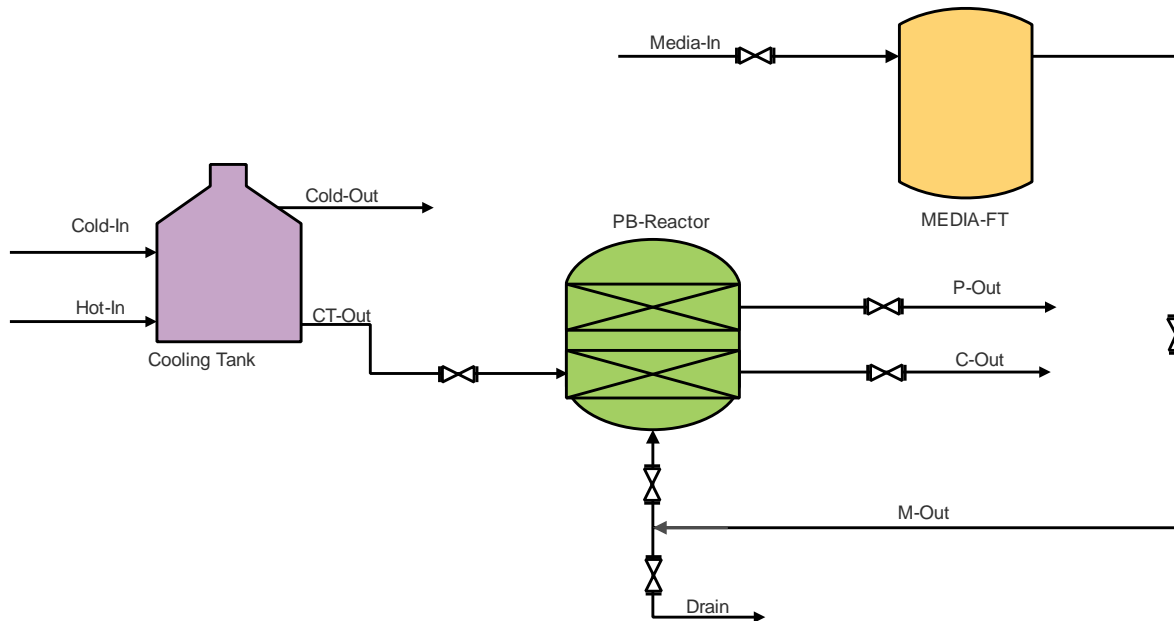 Media-In
MEDIA-FT
Cold-Out
Cold-In
PB-Reactor
Hot-In
CT-Out
Cooling Tank
P-Out
C-Out
M-Out
Drain